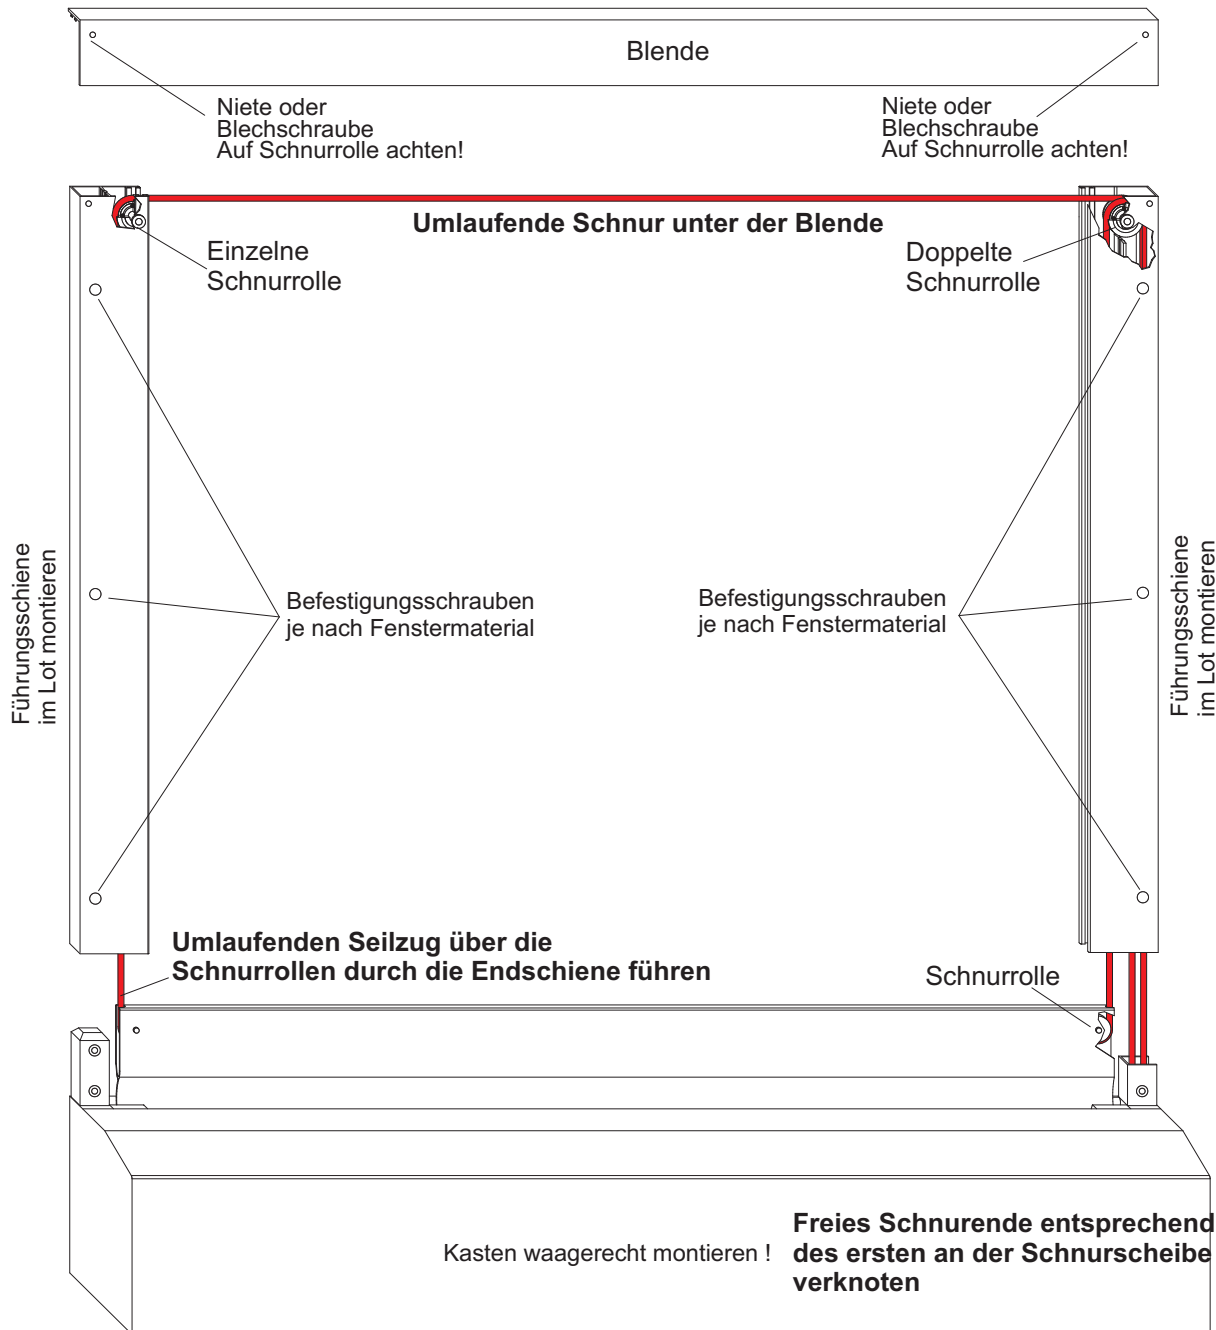 Blende
Niete oder
Blechschraube
Auf Schnurrolle achten!
Niete oder
Blechschraube
Auf Schnurrolle achten!
Umlaufende Schnur unter der Blende
Einzelne
Schnurrolle
Doppelte
Schnurrolle
Führungsschiene
im Lot montieren
Befestigungsschrauben
je nach Fenstermaterial
Befestigungsschrauben
je nach Fenstermaterial
Führungsschiene
im Lot montieren
Umlaufenden Seilzug über die
Schnurrollen durch die Endschiene führen
Schnurrolle
Kasten waagerecht montieren !
Freies Schnurende entsprechend
des ersten an der Schnurscheibe
verknoten